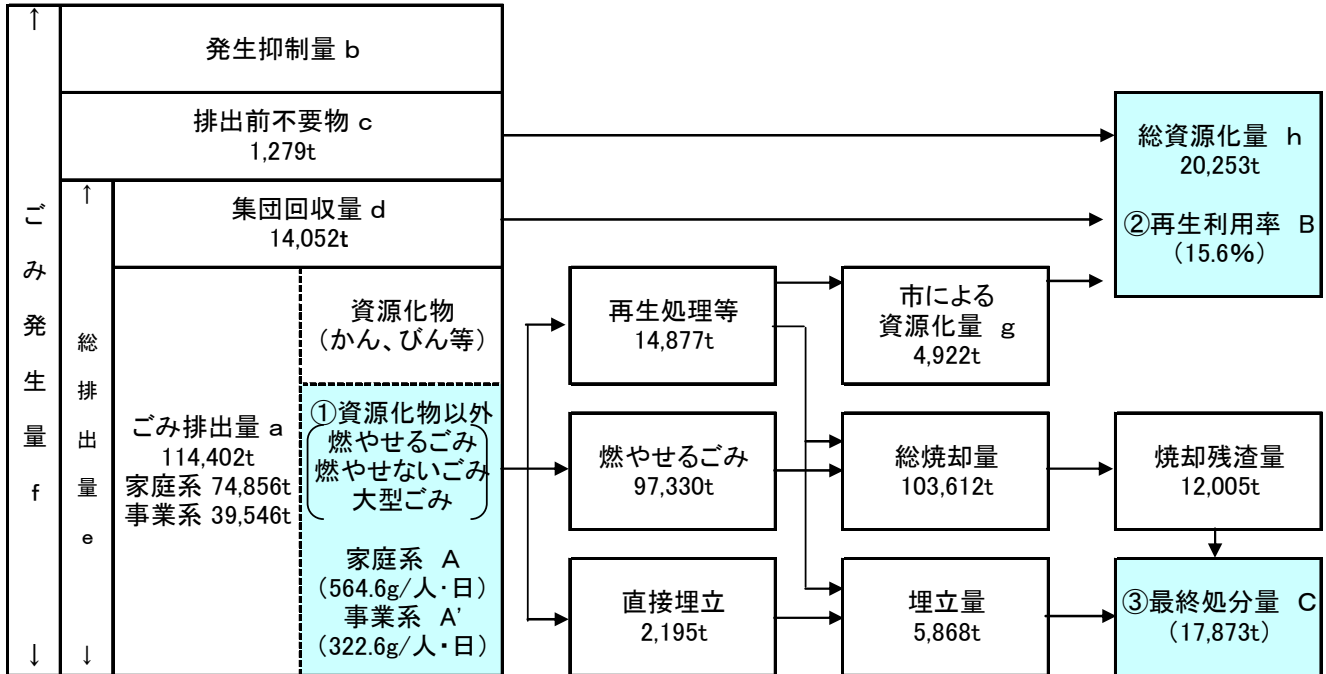 ↑
ごみ発生量 f
↓
発生抑制量 b
排出前不要物 c
1,279t
↑
総排出量 e
↓
集団回収量 d
14,052t
ごみ排出量 a
114,402t
家庭系 74,856t
事業系 39,546t
資源化物
（かん、びん等）
①資源化物以外
燃やせるごみ
燃やせないごみ
大型ごみ
家庭系 A
（564.6g/人・日）
事業系 A'
（322.6g/人・日）
再生処理等
14,877t
燃やせるごみ
97,330t
直接埋立
2,195t
市による
資源化量 g
4,922t
総焼却量
103,612t
埋立量
5,868t
総資源化量 h
20,253t
②再生利用率 B
（15.6%）
焼却残渣量
12,005t
③最終処分量 C
（17,873t）